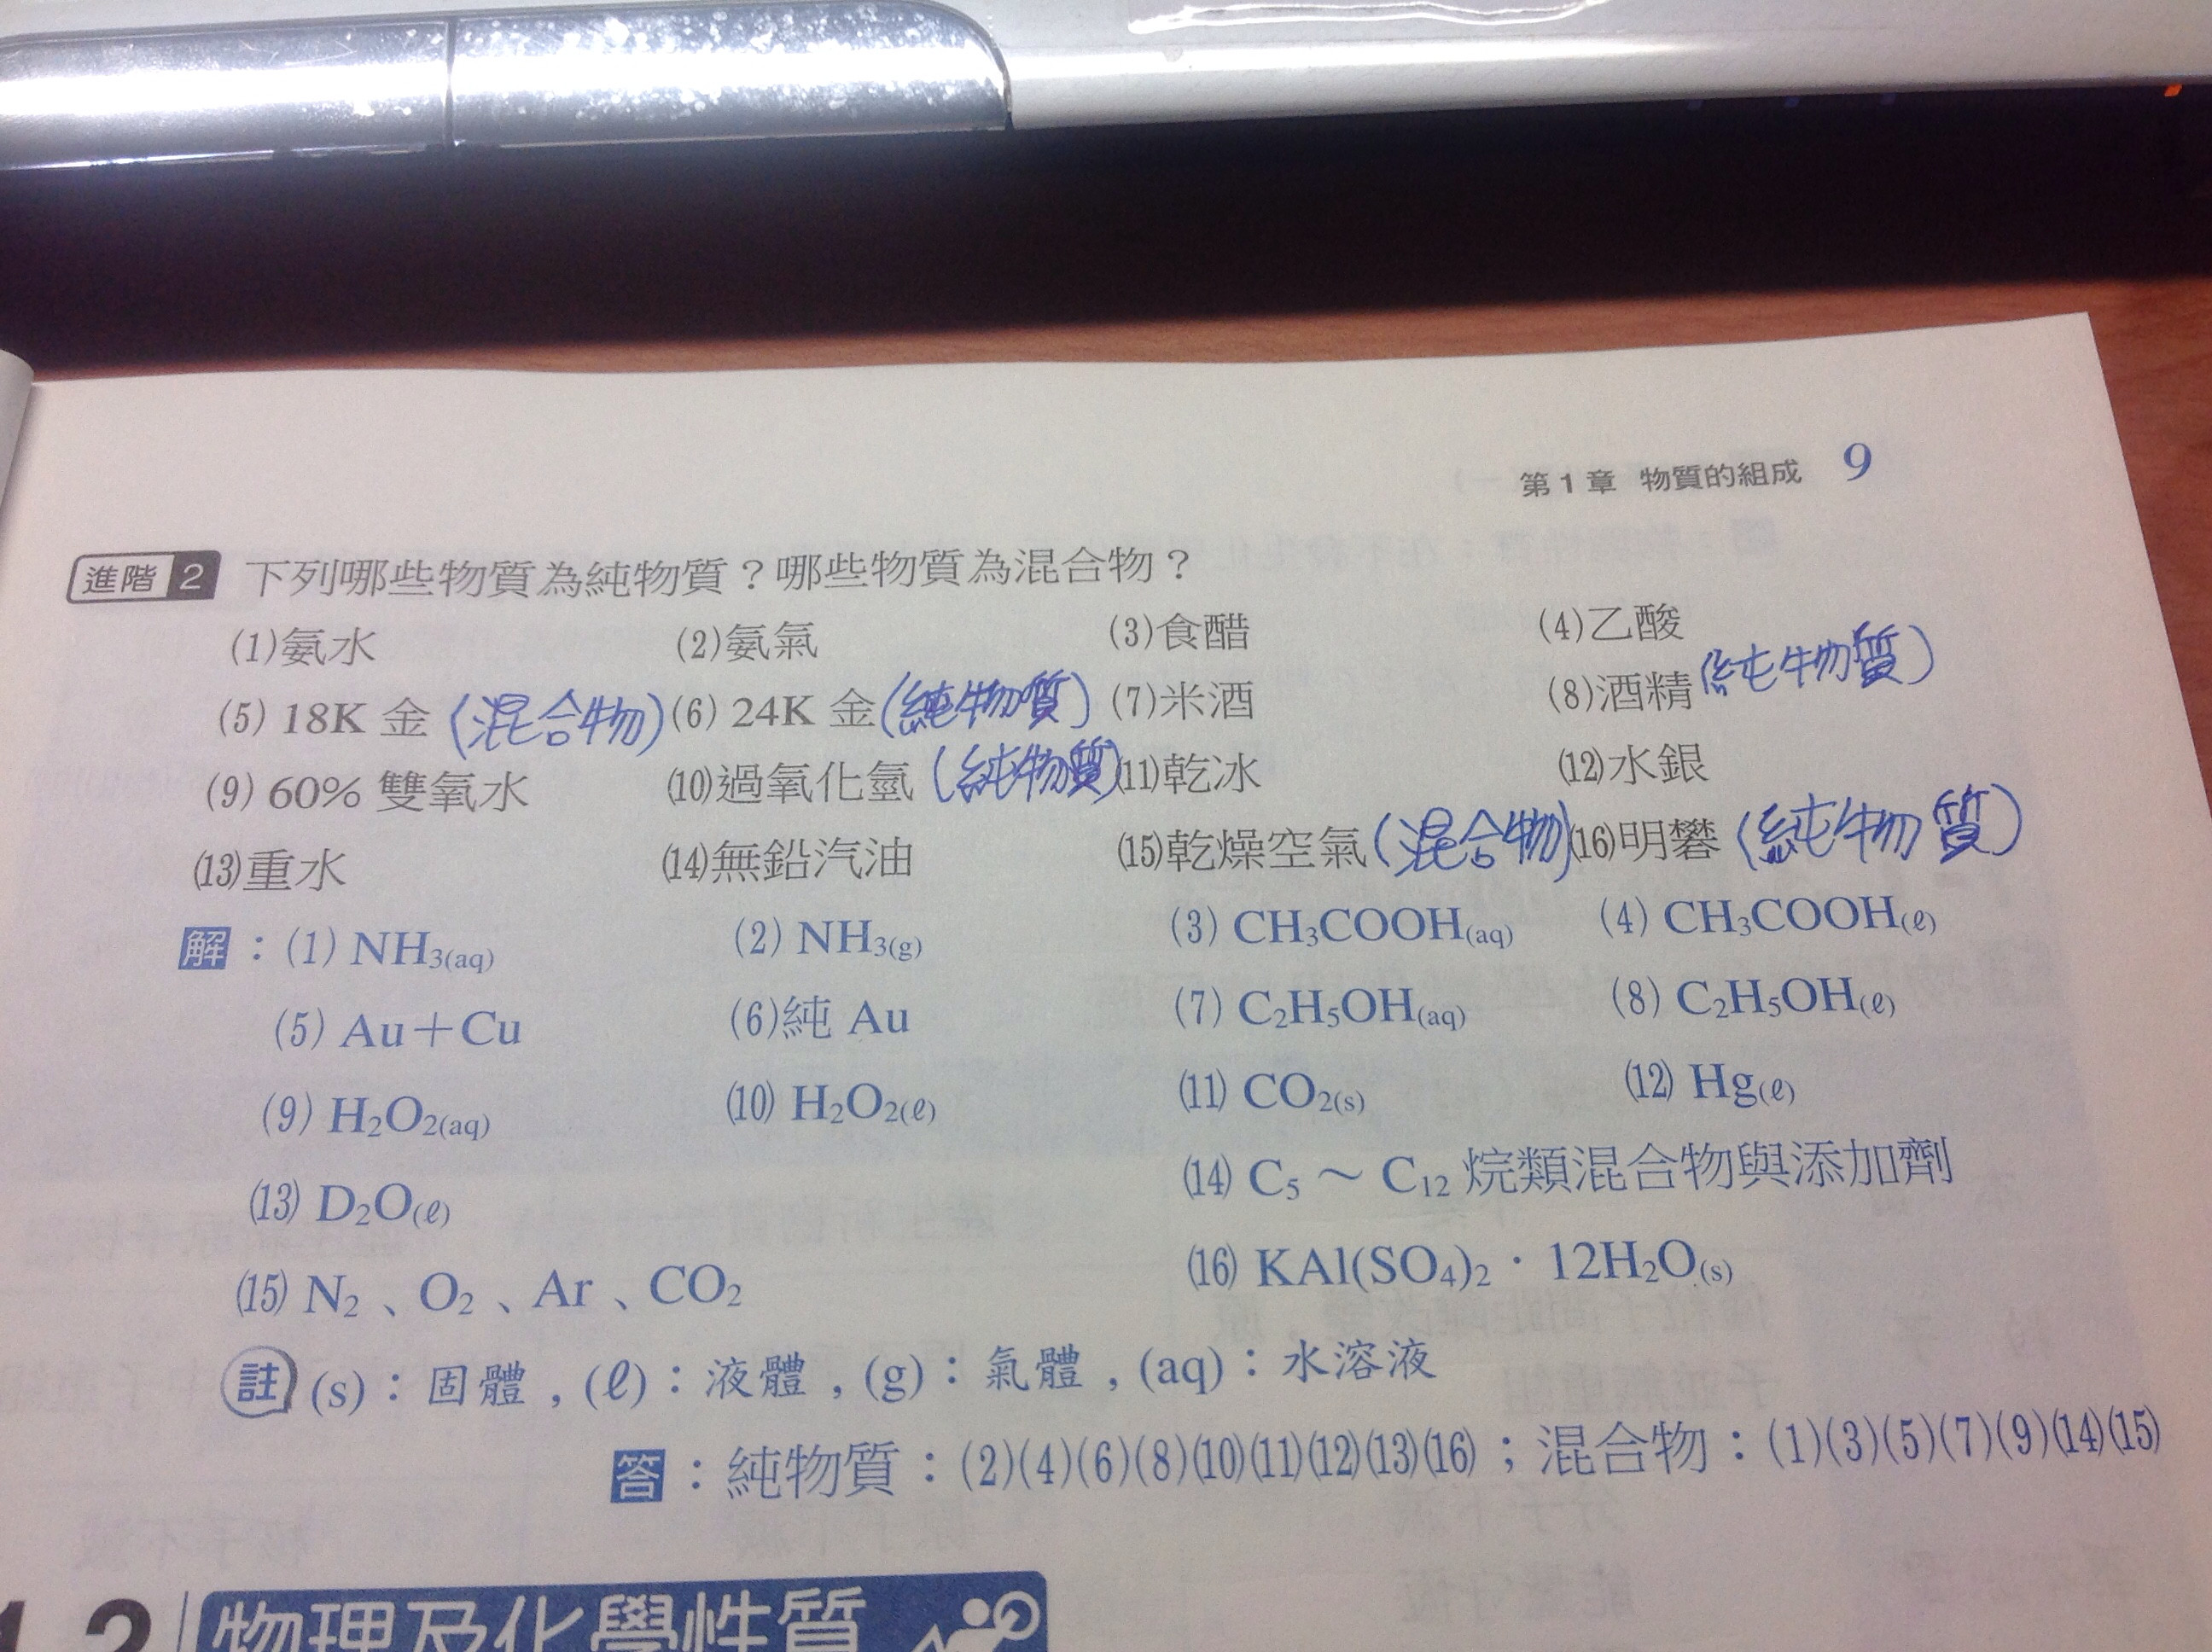 第1章 物質的組成 9
進階2 下列哪些物質為純物質？哪些物質為混合物？
(1)氨水 (2)氨氣 (3)食醋 (4)乙酸
(5) 18K 金 (混合物) (6) 24K 金 (純物質) (7)米酒 (8)酒精 (純物質)
(9) 60% 雙氧水 (10)過氧化氫 (純物質) (11)乾冰 (12)水銀
(13)重水 (14)無鉛汽油 (15)乾燥空氣 (混合物) (16)明礬 (純物質)
解：(1) NH₃(aq) (2) NH₃(g) (3) CH₃COOH(aq) (4) CH₃COOH(ℓ)
(5) Au＋Cu (6)純 Au (7) C₂H₅OH(aq) (8) C₂H₅OH(ℓ)
(9) H₂O₂(aq) (10) H₂O₂(ℓ) (11) CO₂(s) (12) Hg(ℓ)
(13) D₂O(ℓ) (14) C₅～C₁₂ 烷類混合物與添加劑
(15) N₂、O₂、Ar、CO₂ (16) KAl(SO₄)₂．12H₂O(s)
註 (s)：固體，(ℓ)：液體，(g)：氣體，(aq)：水溶液
答：純物質：(2)(4)(6)(8)(10)(11)(12)(13)(16)；混合物：(1)(3)(5)(7)(9)(14)(15)
物理及化學性質